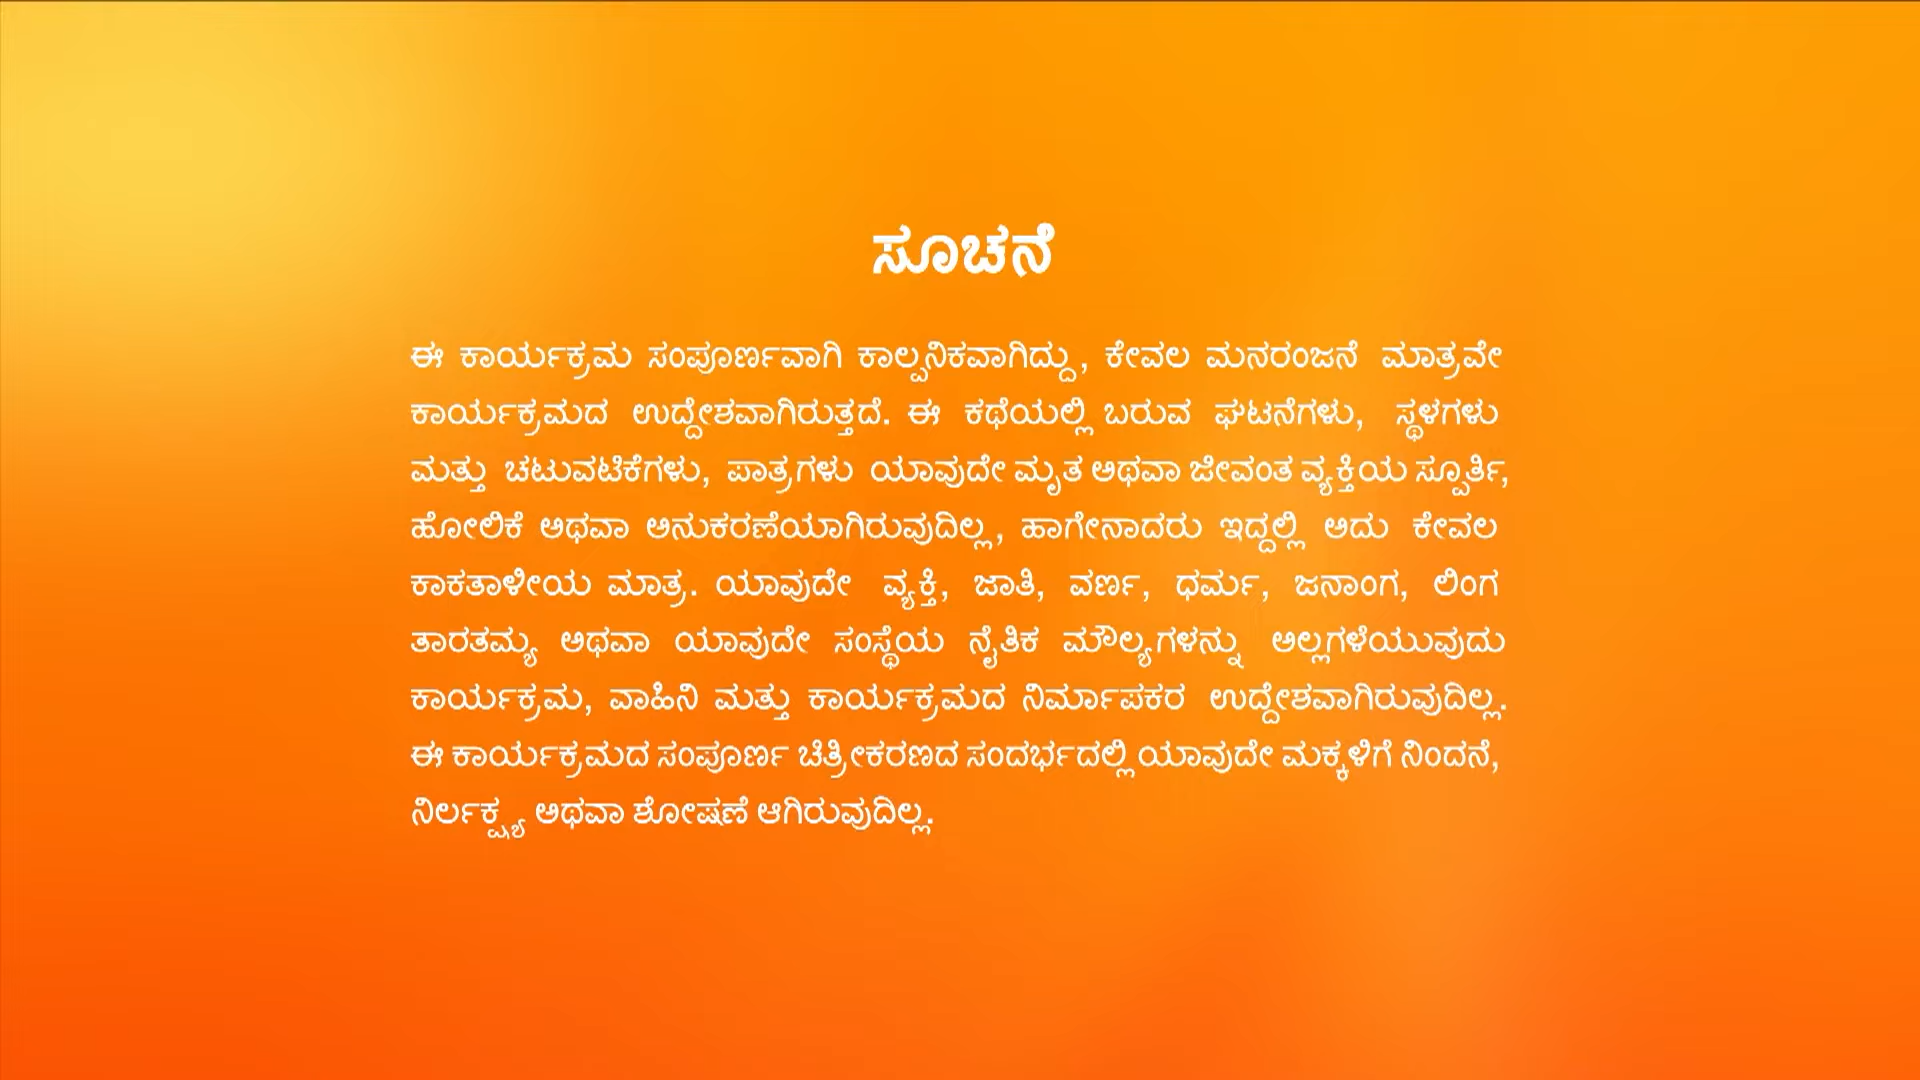 ಸೂಚನೆ
ಈ ಕಾರ್ಯಕ್ರಮ ಸಂಪೂರ್ಣವಾಗಿ ಕಾಲ್ಪನಿಕವಾಗಿದ್ದು, ಕೇವಲ ಮನರಂಜನೆ ಮಾತ್ರವೇ
ಕಾರ್ಯಕ್ರಮದ ಉದ್ದೇಶವಾಗಿರುತ್ತದೆ. ಈ ಕಥೆಯಲ್ಲಿ ಬರುವ ಘಟನೆಗಳು, ಸ್ಥಳಗಳು
ಮತ್ತು ಚಟುವಟಿಕೆಗಳು, ಪಾತ್ರಗಳು ಯಾವುದೇ ಮೃತ ಅಥವಾ ಜೀವಂತ ವ್ಯಕ್ತಿಯ ಸ್ಪೂರ್ತಿ,
ಹೋಲಿಕೆ ಅಥವಾ ಅನುಕರಣೆಯಾಗಿರುವುದಿಲ್ಲ, ಹಾಗೇನಾದರು ಇದ್ದಲ್ಲಿ ಅದು ಕೇವಲ
ಕಾಕತಾಳೀಯ ಮಾತ್ರ. ಯಾವುದೇ ವ್ಯಕ್ತಿ, ಜಾತಿ, ವರ್ಣ, ಧರ್ಮ, ಜನಾಂಗ, ಲಿಂಗ
ತಾರತಮ್ಯ ಅಥವಾ ಯಾವುದೇ ಸಂಸ್ಥೆಯ ನೈತಿಕ ಮೌಲ್ಯಗಳನ್ನು ಅಲ್ಲಗಳೆಯುವುದು
ಕಾರ್ಯಕ್ರಮ, ವಾಹಿನಿ ಮತ್ತು ಕಾರ್ಯಕ್ರಮದ ನಿರ್ಮಾಪಕರ ಉದ್ದೇಶವಾಗಿರುವುದಿಲ್ಲ.
ಈ ಕಾರ್ಯಕ್ರಮದ ಸಂಪೂರ್ಣ ಚಿತ್ರೀಕರಣದ ಸಂದರ್ಭದಲ್ಲಿ ಯಾವುದೇ ಮಕ್ಕಳಿಗೆ ನಿಂದನೆ,
ನಿರ್ಲಕ್ಷ್ಯ ಅಥವಾ ಶೋಷಣೆ ಆಗಿರುವುದಿಲ್ಲ.